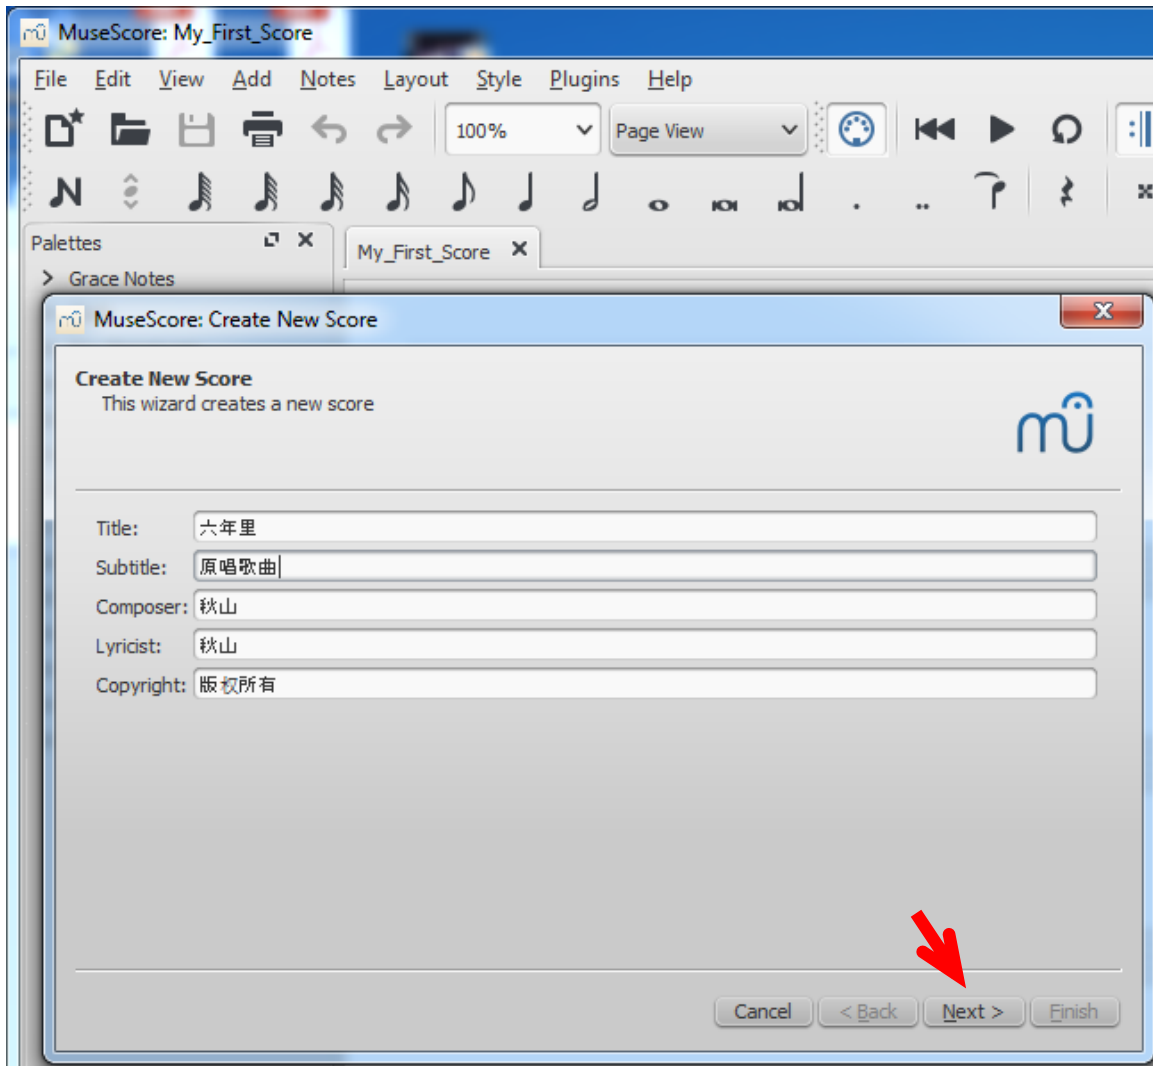 MuseScore: My_First_Score
File Edit View Add Notes Layout Style Plugins Help
100% Page View
Palettes
My_First_Score
Grace Notes
MuseScore: Create New Score
Create New Score
This wizard creates a new score
mû
Title: 六年里
Subtitle: 原唱歌曲
Composer: 秋山
Lyricist: 秋山
Copyright: 版权所有
Cancel < Back Next > Finish